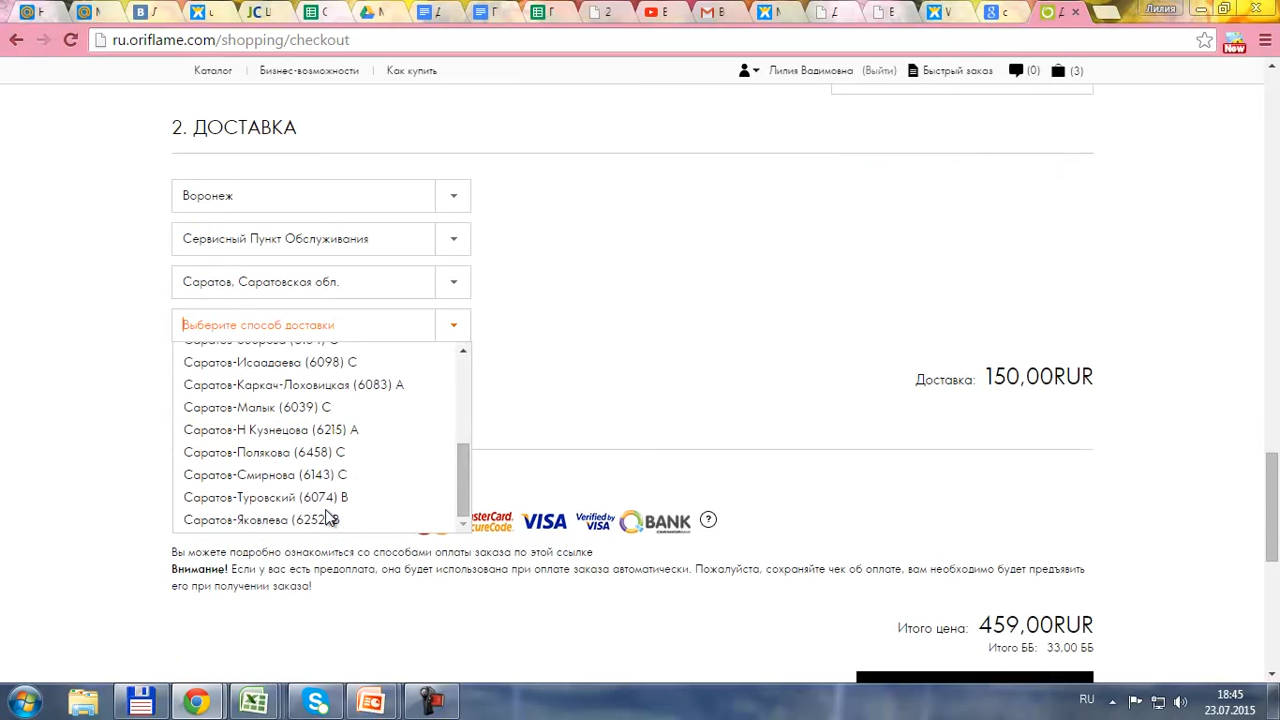 Лилия
ru.oriflame.com/shopping/checkout
New
Каталог Бизнес-возможности Как купить Лилия Вадимовна (Выйти) Быстрый заказ (0) (3)
2. ДОСТАВКА
Воронеж
Сервисный Пункт Обслуживания
Саратов, Саратовская обл.
Выберите способ доставки
Саратов-Исаадаева (6098) С
Саратов-Каркач-Лоховицкая (6083) А
Саратов-Малык (6039) С
Саратов-Н Кузнецова (6215) А
Саратов-Полякова (6458) С
Саратов-Смирнова (6143) С
Саратов-Туровский (6074) В
Саратов-Яковлева (6252) В
Доставка: 150,00RUR
VISA Verified by VISA BANK ?
Вы можете подробно ознакомиться со способами оплаты заказа по этой ссылке
Внимание! Если у вас есть предоплата, она будет использована при оплате заказа автоматически. Пожалуйста, сохраняйте чек об оплате, вам необходимо будет предъявить
его при получении заказа!
Итого цена: 459,00RUR
Итого ББ: 33,00 ББ
RU
18:45
23.07.2015